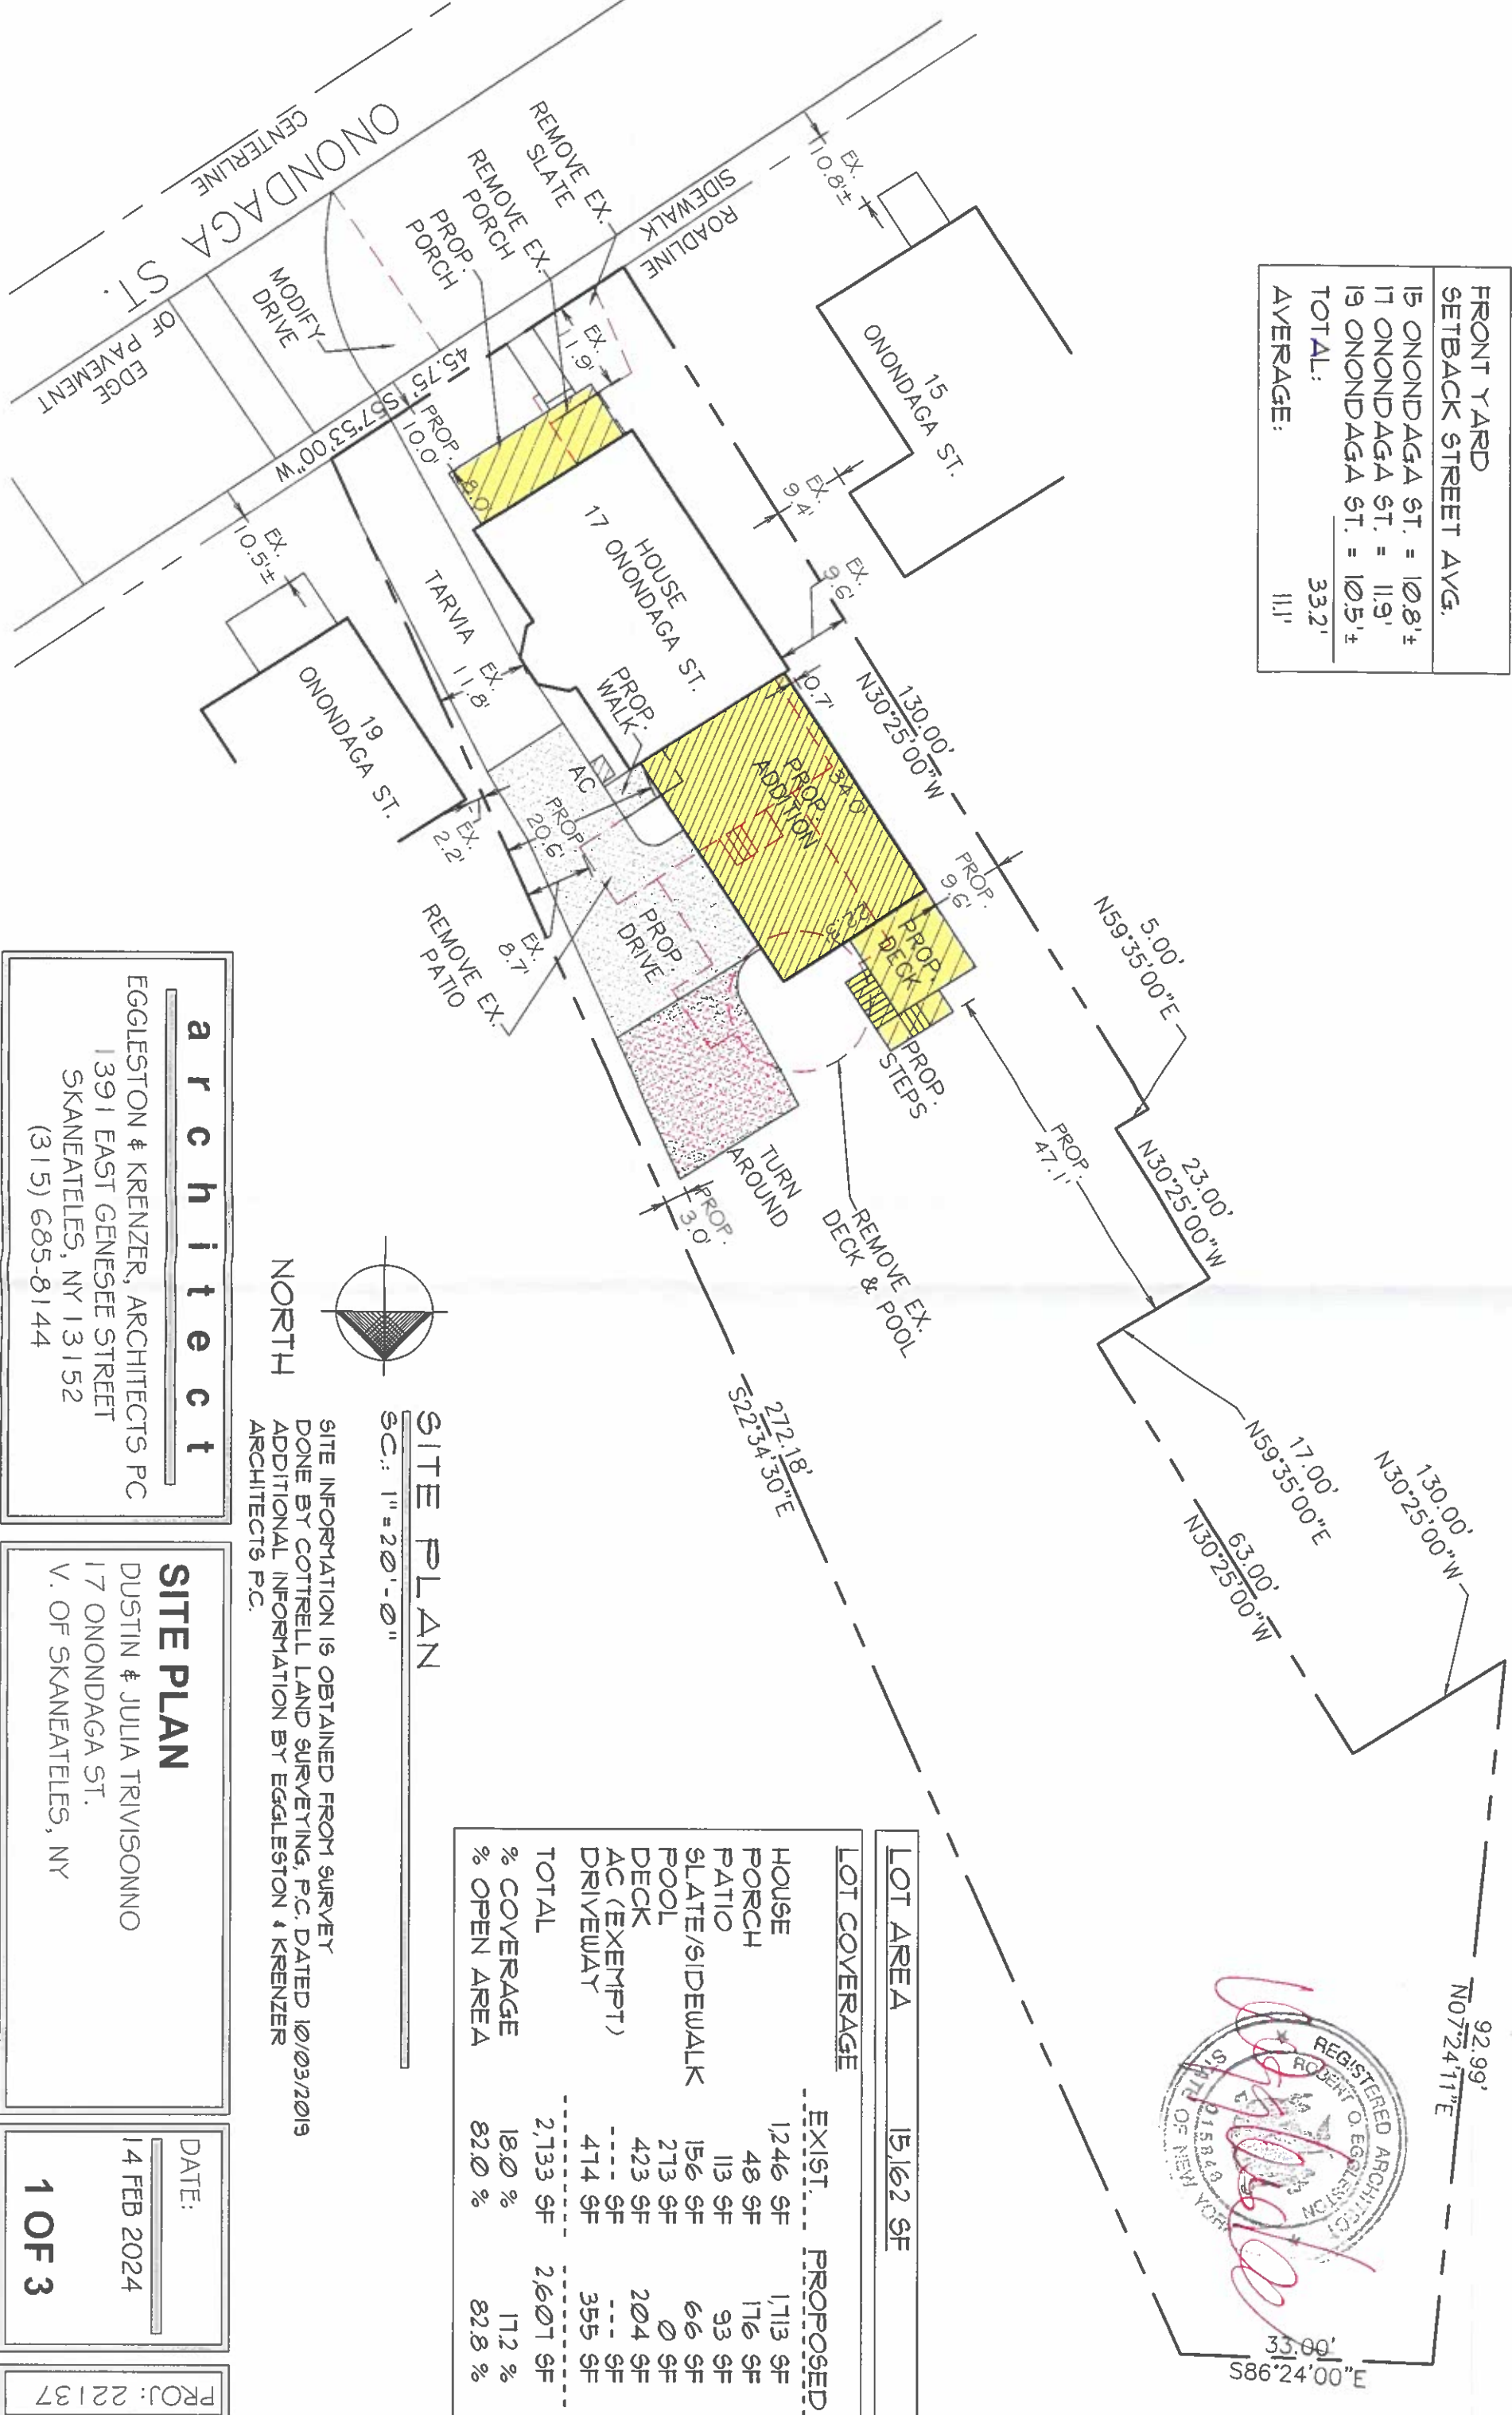 FRONT YARD
SETBACK STREET AVG.
15 ONONDAGA ST. = 10.8'±
17 ONONDAGA ST. = 11.9'
19 ONONDAGA ST. = 10.5'±
TOTAL: 33.2'
AVERAGE: 11.1'
ONONDAGA ST.
CENTERLINE
EDGE
OF PAVEMENT
SIDEWALK
ROADLINE
REMOVE EX.
SLATE
REMOVE EX.
PORCH
PROP.
PORCH
MODIFY
DRIVE
EX.
10.8'±
15
ONONDAGA ST.
EX.
11.9'
45.75'
S57°53'00"W
PROP.
10.0'
8.0'
EX.
9.4'
EX.
9.6'
HOUSE
17 ONONDAGA ST.
EX.
10.5'±
TARVIA
EX.
11.8'
19
ONONDAGA ST.
PROP.
WALK
AC
0.7'
130.00'
N30°25'00"W
34.0'
PROP.
ADDITION
PROP.
20.6'
EX.
2.2'
EX.
8.7'
REMOVE EX.
PATIO
PROP.
DRIVE
PROP.
9.6'
PROP.
DECK
PROP.
STEPS
5.00'
N59°35'00"E
PROP.
47.1'
23.00'
N30°25'00"W
TURN
AROUND
PROP.
3.0'
REMOVE EX.
DECK & POOL
17.00'
N59°35'00"E
130.00'
N30°25'00"W
63.00'
N30°25'00"W
272.18'
S22°34'30"E
92.99'
N07°24'11"E
33.00'
S86°24'00"E
REGISTERED ARCHITECT
ROBERT O. EGGLESTON
015848
STATE OF NEW YORK
NORTH
SITE PLAN
SC.: 1" = 20'-0"
SITE INFORMATION IS OBTAINED FROM SURVEY
DONE BY COTTRELL LAND SURVEYING, P.C. DATED 10/03/2019
ADDITIONAL INFORMATION BY EGGLESTON & KRENZER
ARCHITECTS P.C.
LOT AREA 15,162 SF
LOT COVERAGE
EXIST. PROPOSED
HOUSE 1,246 SF 1,713 SF
PORCH 48 SF 176 SF
PATIO 113 SF 93 SF
SLATE/SIDEWALK 156 SF 66 SF
POOL 273 SF 0 SF
DECK 423 SF 204 SF
AC (EXEMPT) --- SF --- SF
DRIVEWAY 474 SF 355 SF
TOTAL 2,733 SF 2,607 SF
% COVERAGE 18.0 % 17.2 %
% OPEN AREA 82.0 % 82.8 %
architect
EGGLESTON & KRENZER, ARCHITECTS PC
1391 EAST GENESEE STREET
SKANEATELES, NY 13152
(315) 685-8144
SITE PLAN
DUSTIN & JULIA TRIVISONNO
17 ONONDAGA ST.
V. OF SKANEATELES, NY
DATE:
14 FEB 2024
1 OF 3
PROJ: 22137